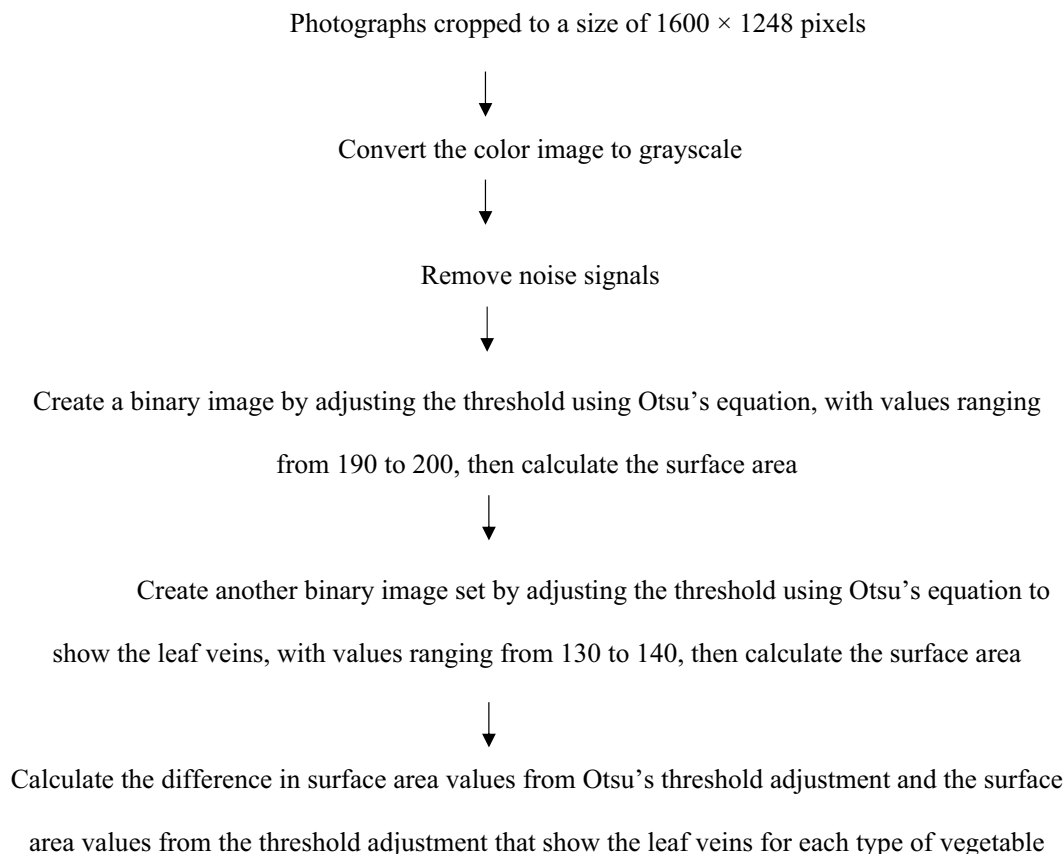 Photographs cropped to a size of 1600 × 1248 pixels
Convert the color image to grayscale
Remove noise signals
Create a binary image by adjusting the threshold using Otsu’s equation, with values ranging
from 190 to 200, then calculate the surface area
Create another binary image set by adjusting the threshold using Otsu’s equation to
show the leaf veins, with values ranging from 130 to 140, then calculate the surface area
Calculate the difference in surface area values from Otsu’s threshold adjustment and the surface
area values from the threshold adjustment that show the leaf veins for each type of vegetable